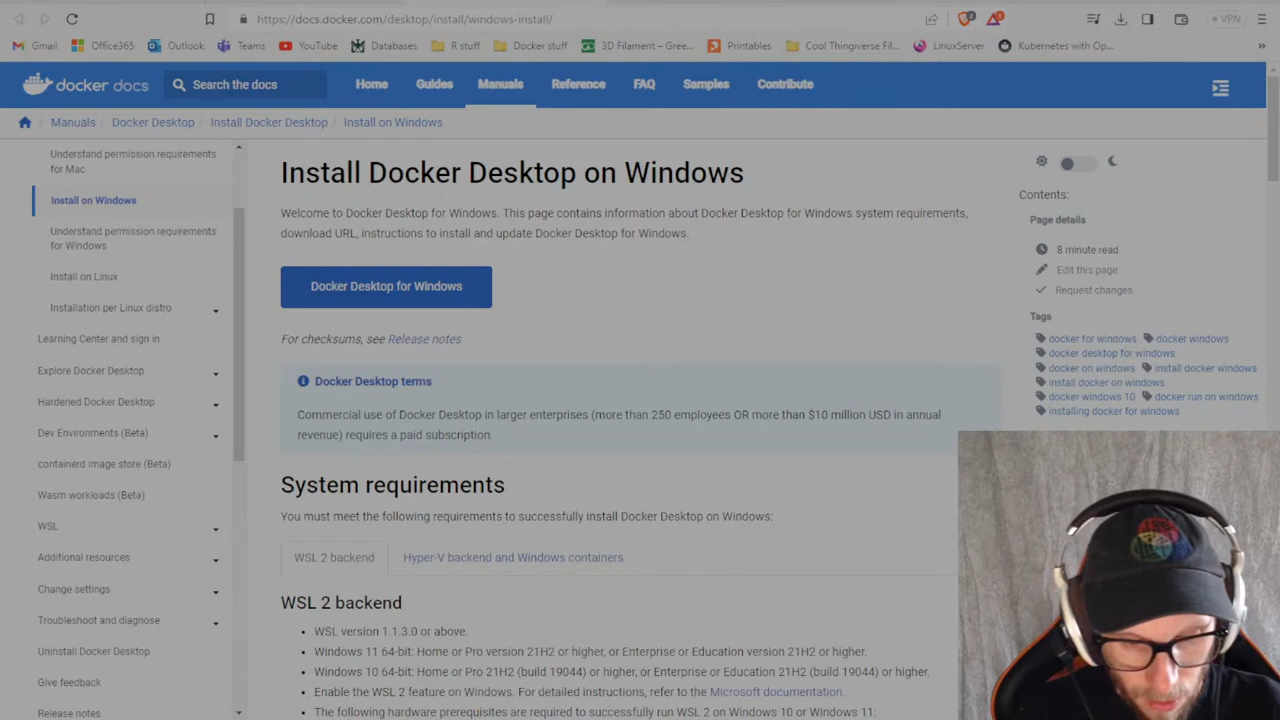 https://docs.docker.com/desktop/install/windows-install/
VPN
Gmail
Office365
Outlook
Teams
YouTube
Databases
R stuff
Docker stuff
3D Filament – Gree...
Printables
Cool Thingiverse Fil...
LinuxServer
Kubernetes with Op...
docker docs
Search the docs
Home
Guides
Manuals
Reference
FAQ
Samples
Contribute
Manuals / Docker Desktop / Install Docker Desktop / Install on Windows
Understand permission requirements
for Mac
Install on Windows
Understand permission requirements
for Windows
Install on Linux
Installation per Linux distro
Learning Center and sign in
Explore Docker Desktop
Hardened Docker Desktop
Dev Environments (Beta)
containerd image store (Beta)
Wasm workloads (Beta)
WSL
Additional resources
Change settings
Troubleshoot and diagnose
Uninstall Docker Desktop
Give feedback
Release notes
Install Docker Desktop on Windows
Welcome to Docker Desktop for Windows. This page contains information about Docker Desktop for Windows system requirements,
download URL, instructions to install and update Docker Desktop for Windows.
Docker Desktop for Windows
For checksums, see Release notes
Docker Desktop terms
Commercial use of Docker Desktop in larger enterprises (more than 250 employees OR more than $10 million USD in annual
revenue) requires a paid subscription.
System requirements
You must meet the following requirements to successfully install Docker Desktop on Windows:
WSL 2 backend
Hyper-V backend and Windows containers
WSL 2 backend
• WSL version 1.1.3.0 or above.
• Windows 11 64-bit: Home or Pro version 21H2 or higher, or Enterprise or Education version 21H2 or higher.
• Windows 10 64-bit: Home or Pro 21H2 (build 19044) or higher, or Enterprise or Education 21H2 (build 19044) or higher.
• Enable the WSL 2 feature on Windows. For detailed instructions, refer to the Microsoft documentation.
• The following hardware prerequisites are required to successfully run WSL 2 on Windows 10 or Windows 11:
Contents:
Page details
8 minute read
Edit this page
Request changes
Tags
docker for windows docker windows
docker desktop for windows
docker on windows install docker windows
install docker on windows
docker windows 10 docker run on windows
installing docker for windows